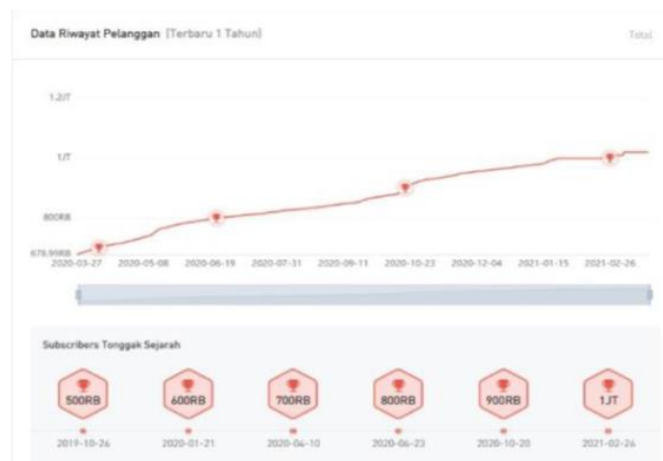 Data Riwayat Pelanggan (Terbaru 1 Tahun)
Total
1.2JT
1JT
800RB
678.99RB
2020-03-27 2020-05-08 2020-06-19 2020-07-31 2020-09-11 2020-10-23 2020-12-04 2021-01-15 2021-02-26
Subscribers Tonggak Sejarah
500RB 600RB 700RB 800RB 900RB 1JT
2019-10-26 2020-01-21 2020-04-10 2020-06-23 2020-10-20 2021-02-26